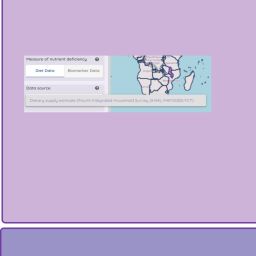 Measure of nutrient deficiency
Diet Data Biomarker Data
Data source
Dietary supply estimate (Fourth Integrated Household Survey (IHS4), MAPS2020 FCT)